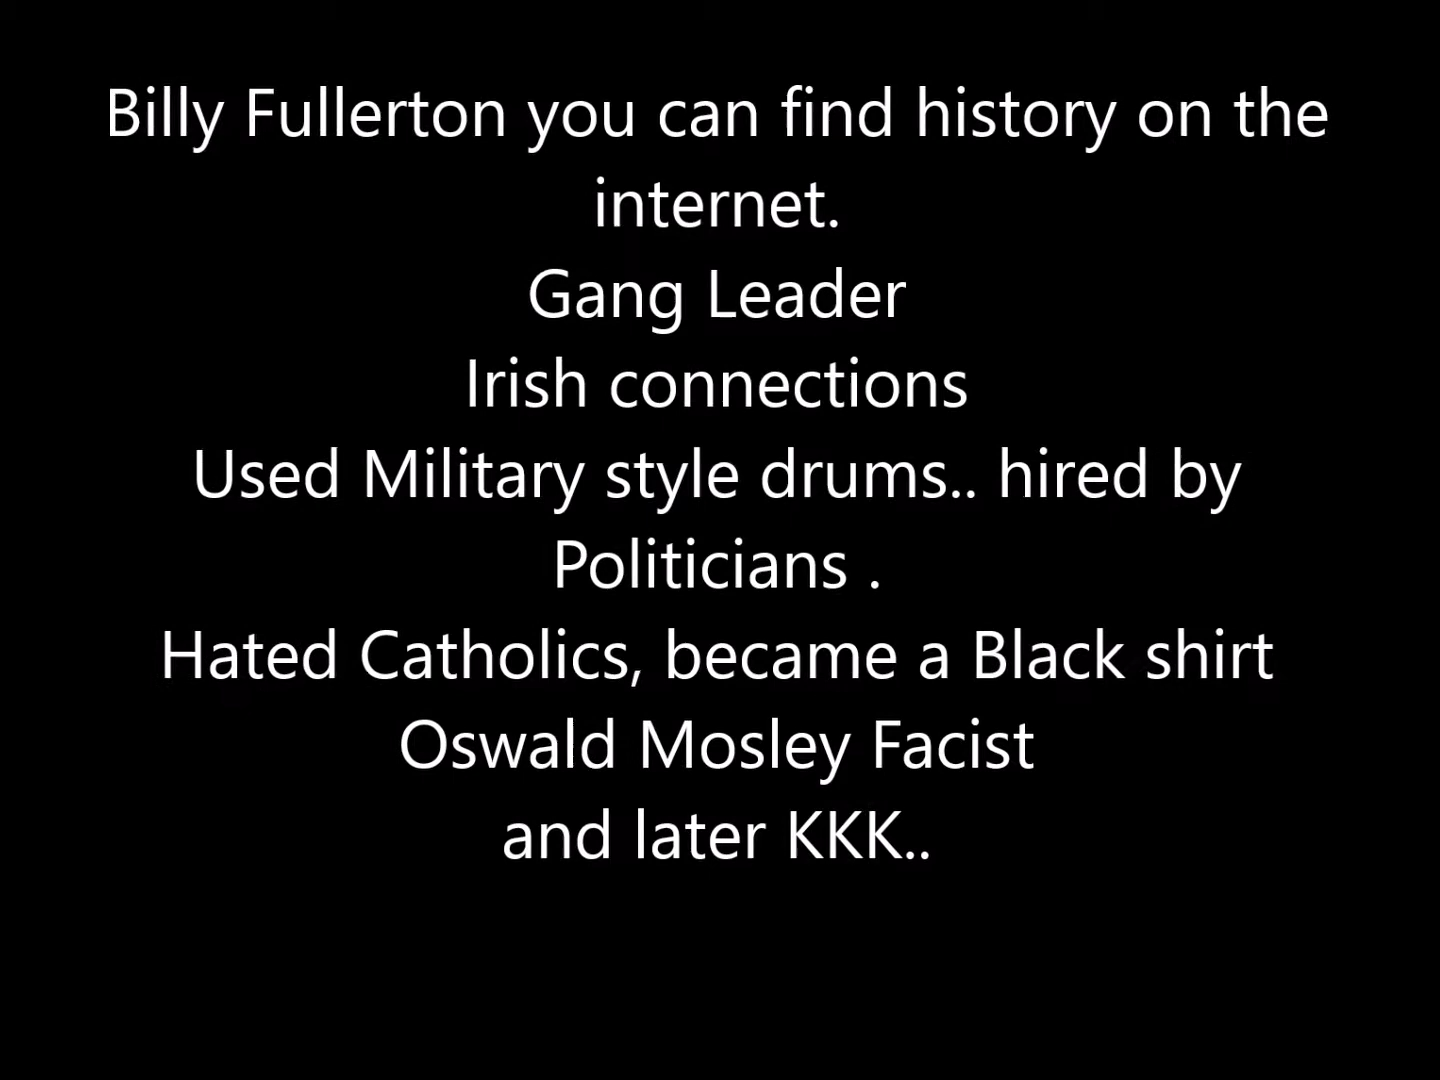 Billy Fullerton you can find history on the
internet.
Gang Leader
Irish connections
Used Military style drums.. hired by
Politicians .
Hated Catholics, became a Black shirt
Oswald Mosley Facist
and later KKK..